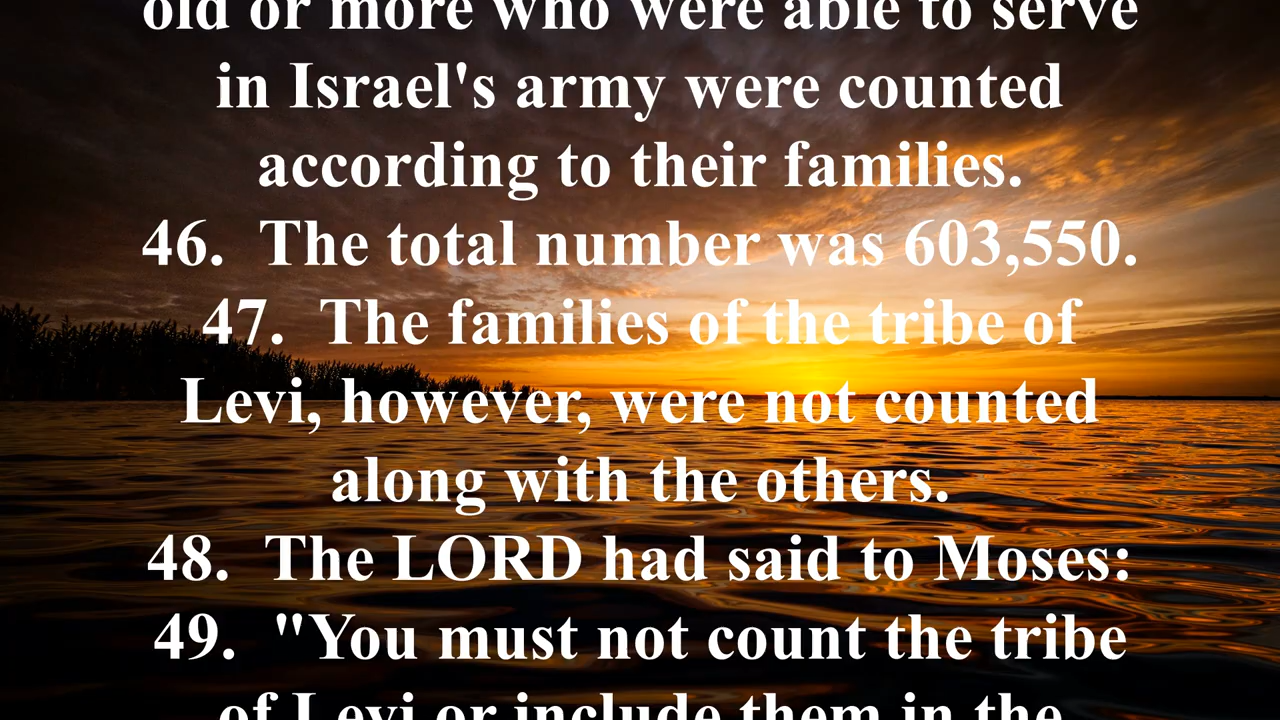 old or more who were able to serve
in Israel's army were counted
according to their families.
46.  The total number was 603,550.
47.  The families of the tribe of
Levi, however, were not counted
along with the others.
48.  The LORD had said to Moses:
49.  "You must not count the tribe
of Levi or include them in the